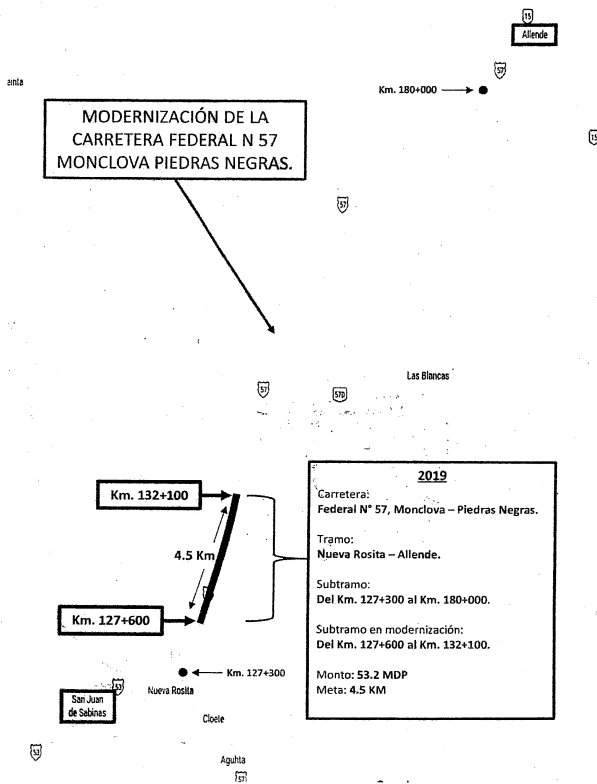 15
Allende
57
Km. 180+000
einta
MODERNIZACIÓN DE LA
CARRETERA FEDERAL N 57
MONCLOVA PIEDRAS NEGRAS.
15
57
Las Blancas
57
57D
2019
Carretera:
Federal N° 57, Monclova – Piedras Negras.
Tramo:
Nueva Rosita – Allende.
Subtramo:
Del Km. 127+300 al Km. 180+000.
Subtramo en modernización:
Del Km. 127+600 al Km. 132+100.
Monto: 53.2 MDP
Meta: 4.5 KM
Km. 132+100
4.5 Km
Km. 127+600
Km. 127+300
53
Nueva Rosita
San Juan
de Sabinas
Cloete
53
Aguhta
57